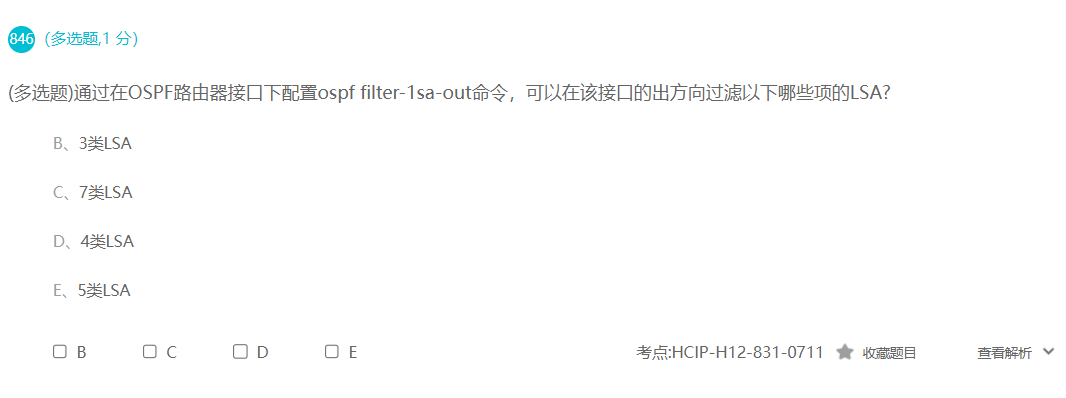 846 (多选题,1 分)
(多选题)通过在OSPF路由器接口下配置ospf filter-1sa-out命令，可以在该接口的出方向过滤以下哪些项的LSA?
B、3类LSA
C、7类LSA
D、4类LSA
E、5类LSA
B C D E 考点:HCIP-H12-831-0711 收藏题目 查看解析